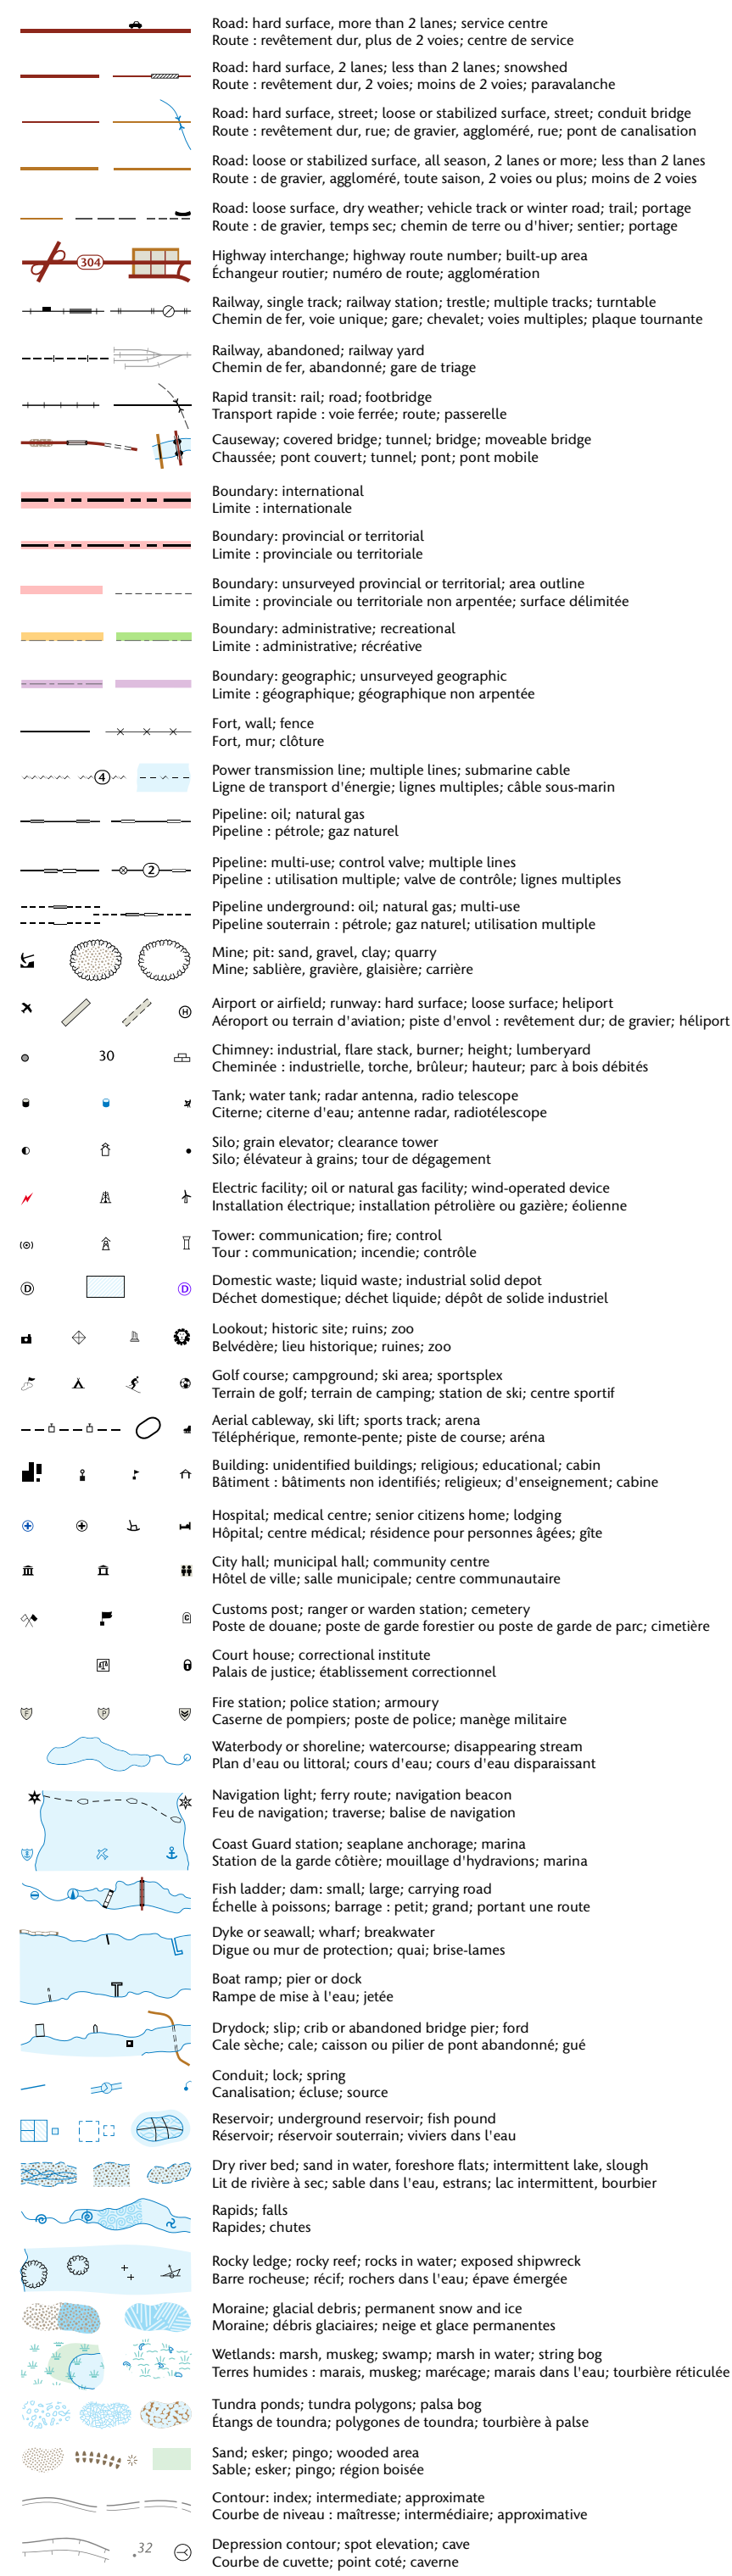 Road: hard surface, more than 2 lanes; service centre
Route : revêtement dur, plus de 2 voies; centre de service
Road: hard surface, 2 lanes; less than 2 lanes; snowshed
Route : revêtement dur, 2 voies; moins de 2 voies; paravalanche
Road: hard surface, street; loose or stabilized surface, street; conduit bridge
Route : revêtement dur, rue; de gravier, aggloméré, rue; pont de canalisation
Road: loose or stabilized surface, all season, 2 lanes or more; less than 2 lanes
Route : de gravier, aggloméré, toute saison, 2 voies ou plus; moins de 2 voies
Road: loose surface, dry weather; vehicle track or winter road; trail; portage
Route : de gravier, temps sec; chemin de terre ou d'hiver; sentier; portage
304
Highway interchange; highway route number; built-up area
Échangeur routier; numéro de route; agglomération
Railway, single track; railway station; trestle; multiple tracks; turntable
Chemin de fer, voie unique; gare; chevalet; voies multiples; plaque tournante
Railway, abandoned; railway yard
Chemin de fer, abandonné; gare de triage
Rapid transit: rail; road; footbridge
Transport rapide : voie ferrée; route; passerelle
Causeway; covered bridge; tunnel; bridge; moveable bridge
Chaussée; pont couvert; tunnel; pont; pont mobile
Boundary: international
Limite : internationale
Boundary: provincial or territorial
Limite : provinciale ou territoriale
Boundary: unsurveyed provincial or territorial; area outline
Limite : provinciale ou territoriale non arpentée; surface délimitée
Boundary: administrative; recreational
Limite : administrative; récréative
Boundary: geographic; unsurveyed geographic
Limite : géographique; géographique non arpentée
Fort, wall; fence
Fort, mur; clôture
4
Power transmission line; multiple lines; submarine cable
Ligne de transport d'énergie; lignes multiples; câble sous-marin
Pipeline: oil; natural gas
Pipeline : pétrole; gaz naturel
2
Pipeline: multi-use; control valve; multiple lines
Pipeline : utilisation multiple; valve de contrôle; lignes multiples
Pipeline underground: oil; natural gas; multi-use
Pipeline souterrain : pétrole; gaz naturel; utilisation multiple
Mine; pit: sand, gravel, clay; quarry
Mine; sablière, gravière, glaisière; carrière
H
Airport or airfield; runway: hard surface; loose surface; heliport
Aéroport ou terrain d'aviation; piste d'envol : revêtement dur; de gravier; héliport
30
Chimney: industrial, flare stack, burner; height; lumberyard
Cheminée : industrielle, torche, brûleur; hauteur; parc à bois débités
Tank; water tank; radar antenna, radio telescope
Citerne; citerne d'eau; antenne radar, radiotélescope
Silo; grain elevator; clearance tower
Silo; élévateur à grains; tour de dégagement
Electric facility; oil or natural gas facility; wind-operated device
Installation électrique; installation pétrolière ou gazière; éolienne
Tower: communication; fire; control
Tour : communication; incendie; contrôle
D D
Domestic waste; liquid waste; industrial solid depot
Déchet domestique; déchet liquide; dépôt de solide industriel
Lookout; historic site; ruins; zoo
Belvédère; lieu historique; ruines; zoo
Golf course; campground; ski area; sportsplex
Terrain de golf; terrain de camping; station de ski; centre sportif
Aerial cableway, ski lift; sports track; arena
Téléphérique, remonte-pente; piste de course; aréna
Building: unidentified buildings; religious; educational; cabin
Bâtiment : bâtiments non identifiés; religieux; d'enseignement; cabine
Hospital; medical centre; senior citizens home; lodging
Hôpital; centre médical; résidence pour personnes âgées; gîte
City hall; municipal hall; community centre
Hôtel de ville; salle municipale; centre communautaire
C
Customs post; ranger or warden station; cemetery
Poste de douane; poste de garde forestier ou poste de garde de parc; cimetière
Court house; correctional institute
Palais de justice; établissement correctionnel
F P
Fire station; police station; armoury
Caserne de pompiers; poste de police; manège militaire
Waterbody or shoreline; watercourse; disappearing stream
Plan d'eau ou littoral; cours d'eau; cours d'eau disparaissant
Navigation light; ferry route; navigation beacon
Feu de navigation; traverse; balise de navigation
Coast Guard station; seaplane anchorage; marina
Station de la garde côtière; mouillage d'hydravions; marina
Fish ladder; dam: small; large; carrying road
Échelle à poissons; barrage : petit; grand; portant une route
Dyke or seawall; wharf; breakwater
Digue ou mur de protection; quai; brise-lames
Boat ramp; pier or dock
Rampe de mise à l'eau; jetée
Drydock; slip; crib or abandoned bridge pier; ford
Cale sèche; cale; caisson ou pilier de pont abandonné; gué
Conduit; lock; spring
Canalisation; écluse; source
Reservoir; underground reservoir; fish pound
Réservoir; réservoir souterrain; viviers dans l'eau
Dry river bed; sand in water, foreshore flats; intermittent lake, slough
Lit de rivière à sec; sable dans l'eau, estrans; lac intermittent, bourbier
Rapids; falls
Rapides; chutes
Rocky ledge; rocky reef; rocks in water; exposed shipwreck
Barre rocheuse; récif; rochers dans l'eau; épave émergée
Moraine; glacial debris; permanent snow and ice
Moraine; débris glaciaires; neige et glace permanentes
Wetlands: marsh, muskeg; swamp; marsh in water; string bog
Terres humides : marais, muskeg; marécage; marais dans l'eau; tourbière réticulée
Tundra ponds; tundra polygons; palsa bog
Étangs de toundra; polygones de toundra; tourbière à palse
Sand; esker; pingo; wooded area
Sable; esker; pingo; région boisée
Contour: index; intermediate; approximate
Courbe de niveau : maîtresse; intermédiaire; approximative
.32
Depression contour; spot elevation; cave
Courbe de cuvette; point coté; caverne